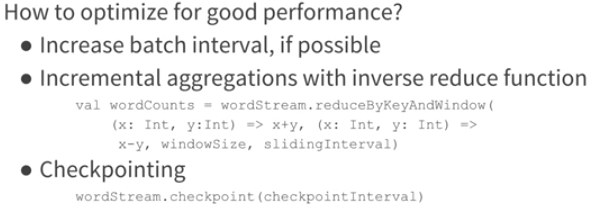 How to optimize for good performance?
● Increase batch interval, if possible
● Incremental aggregations with inverse reduce function
val wordCounts = wordStream.reduceByKeyAndWindow(
(x: Int, y:Int) => x+y, (x: Int, y: Int) =>
x-y, windowSize, slidingInterval)
● Checkpointing
wordStream.checkpoint(checkpointInterval)